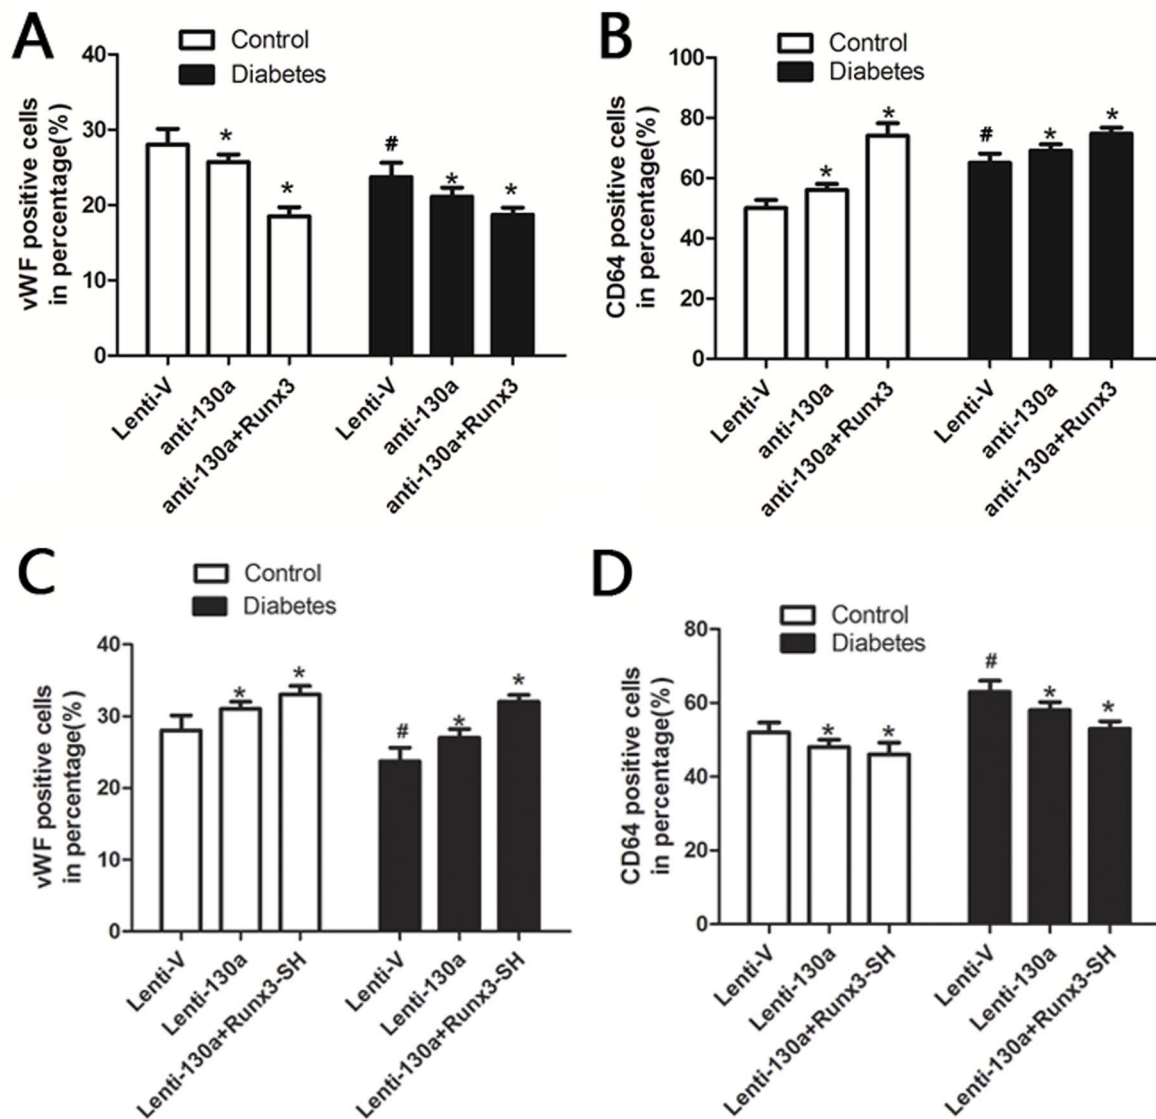 A
Control
Diabetes
vWF positive cells
in percentage(%)
40
30
20
10
0
#
*
*
*
*
Lenti-V
anti-130a
anti-130a+Runx3
Lenti-V
anti-130a
anti-130a+Runx3
B
Control
Diabetes
CD64 positive cells
in percentage(%)
100
80
60
40
20
0
*
*
#
*
*
Lenti-V
anti-130a
anti-130a+Runx3
Lenti-V
anti-130a
anti-130a+Runx3
C
Control
Diabetes
vWF positive cells
in percentage(%)
40
30
20
10
0
*
*
#
*
*
Lenti-V
Lenti-130a
Lenti-130a+Runx3-SH
Lenti-V
Lenti-130a
Lenti-130a+Runx3-SH
D
Control
Diabetes
CD64 positive cells
in percentage(%)
80
60
40
20
0
*
*
#
*
*
Lenti-V
Lenti-130a
Lenti-130a+Runx3-SH
Lenti-V
Lenti-130a
Lenti-130a+Runx3-SH